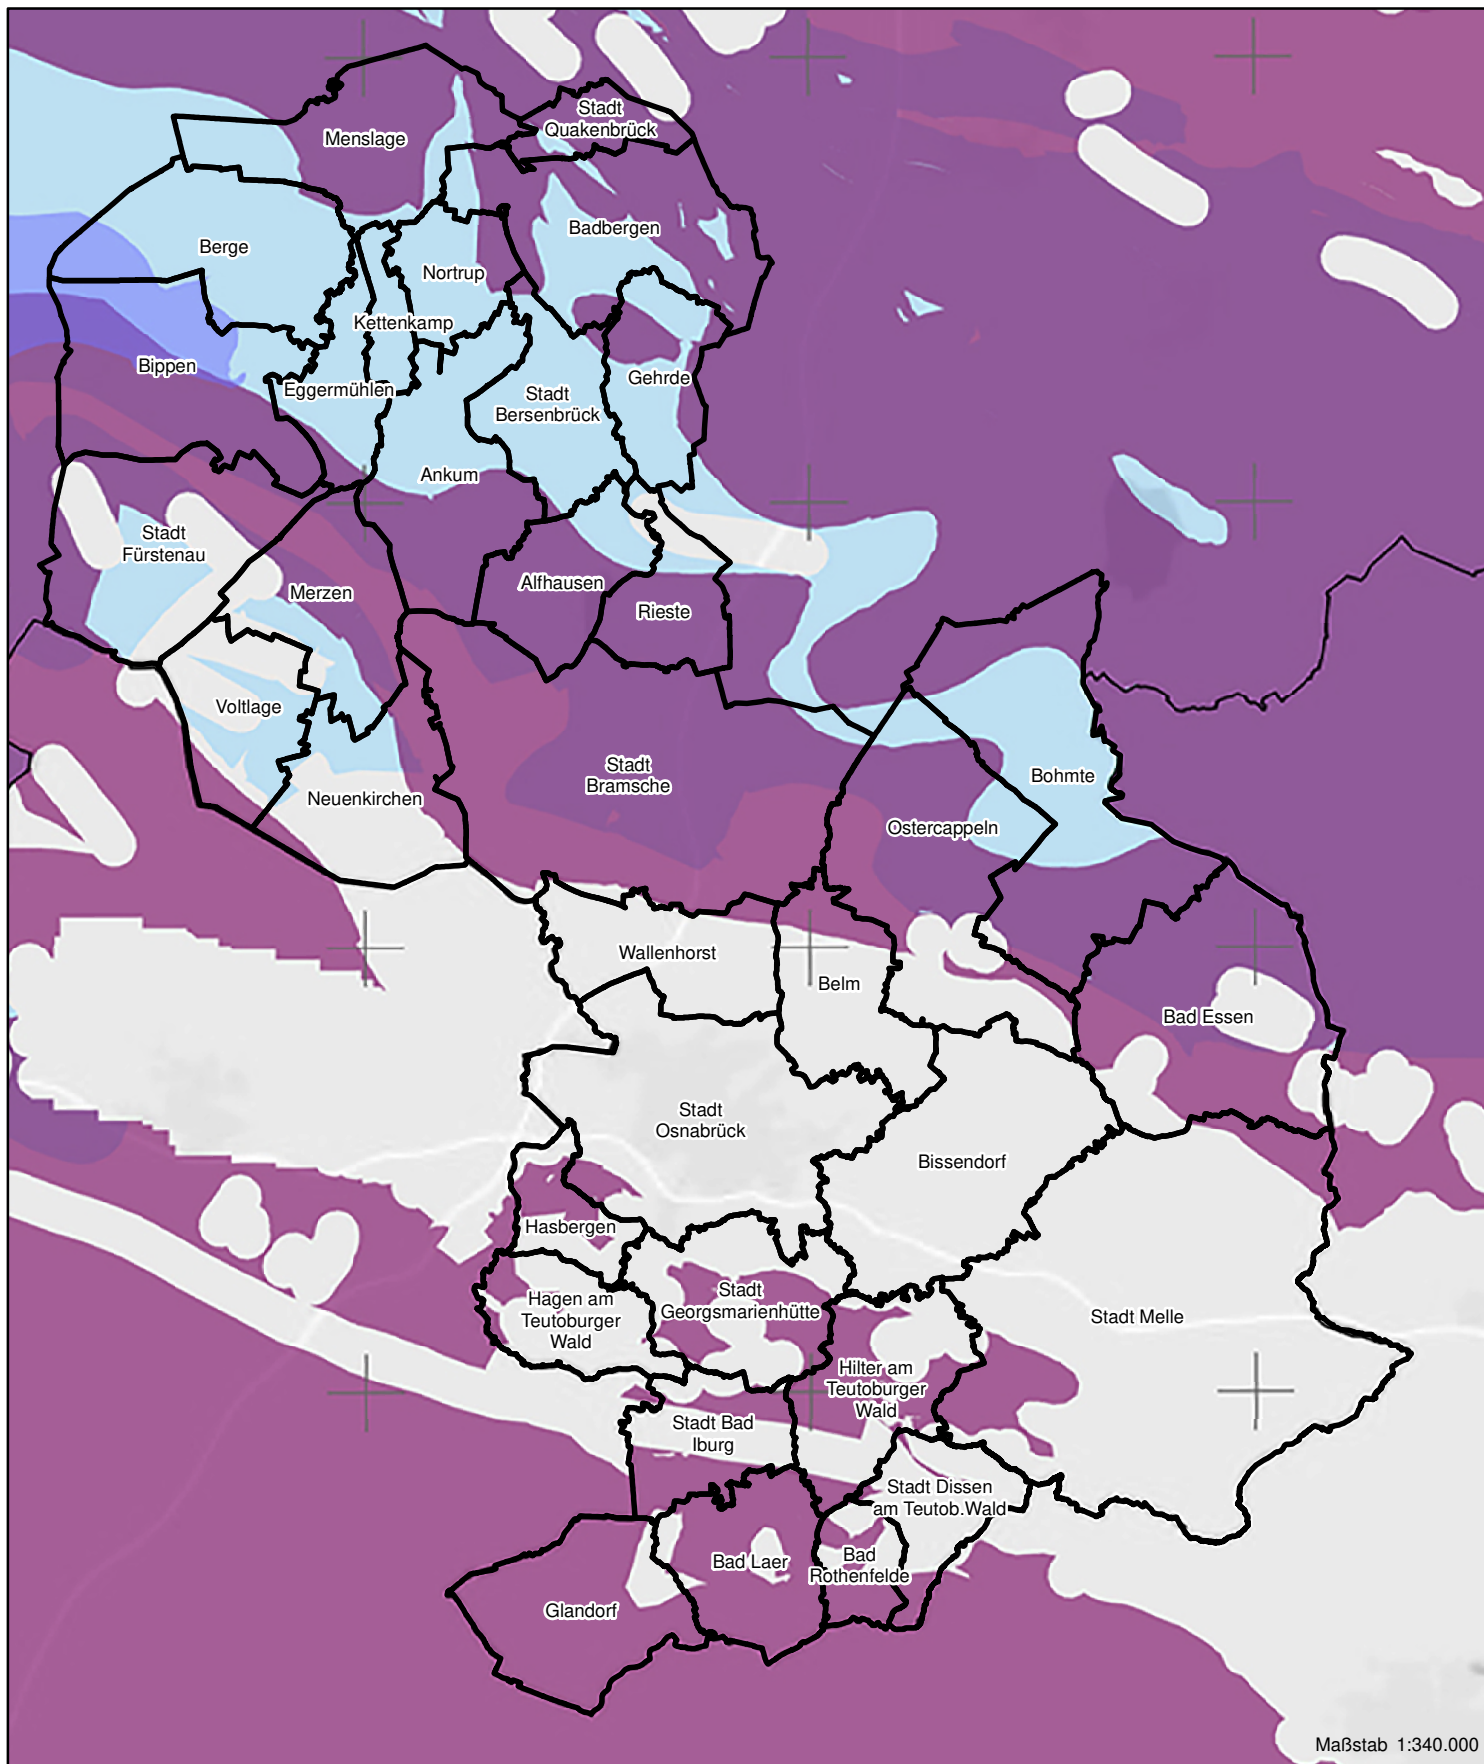 Stadt
Quakenbrück
Menslage
Badbergen
Berge
Nortrup
Kettenkamp
Bippen
Eggermühlen
Gehrde
Stadt
Bersenbrück
Ankum
Stadt
Fürstenau
Merzen
Alfhausen
Rieste
Voltlage
Stadt
Bramsche
Bohmte
Neuenkirchen
Ostercappeln
Wallenhorst
Belm
Bad Essen
Stadt
Osnabrück
Bissendorf
Hasbergen
Stadt
Georgsmarienhütte
Hagen am
Teutoburger
Wald
Stadt Melle
Hilter am
Teutoburger
Wald
Stadt Bad
Iburg
Stadt Dissen
am Teutob.Wald
Bad Laer
Bad
Rothenfelde
Glandorf
Maßstab 1:340.000